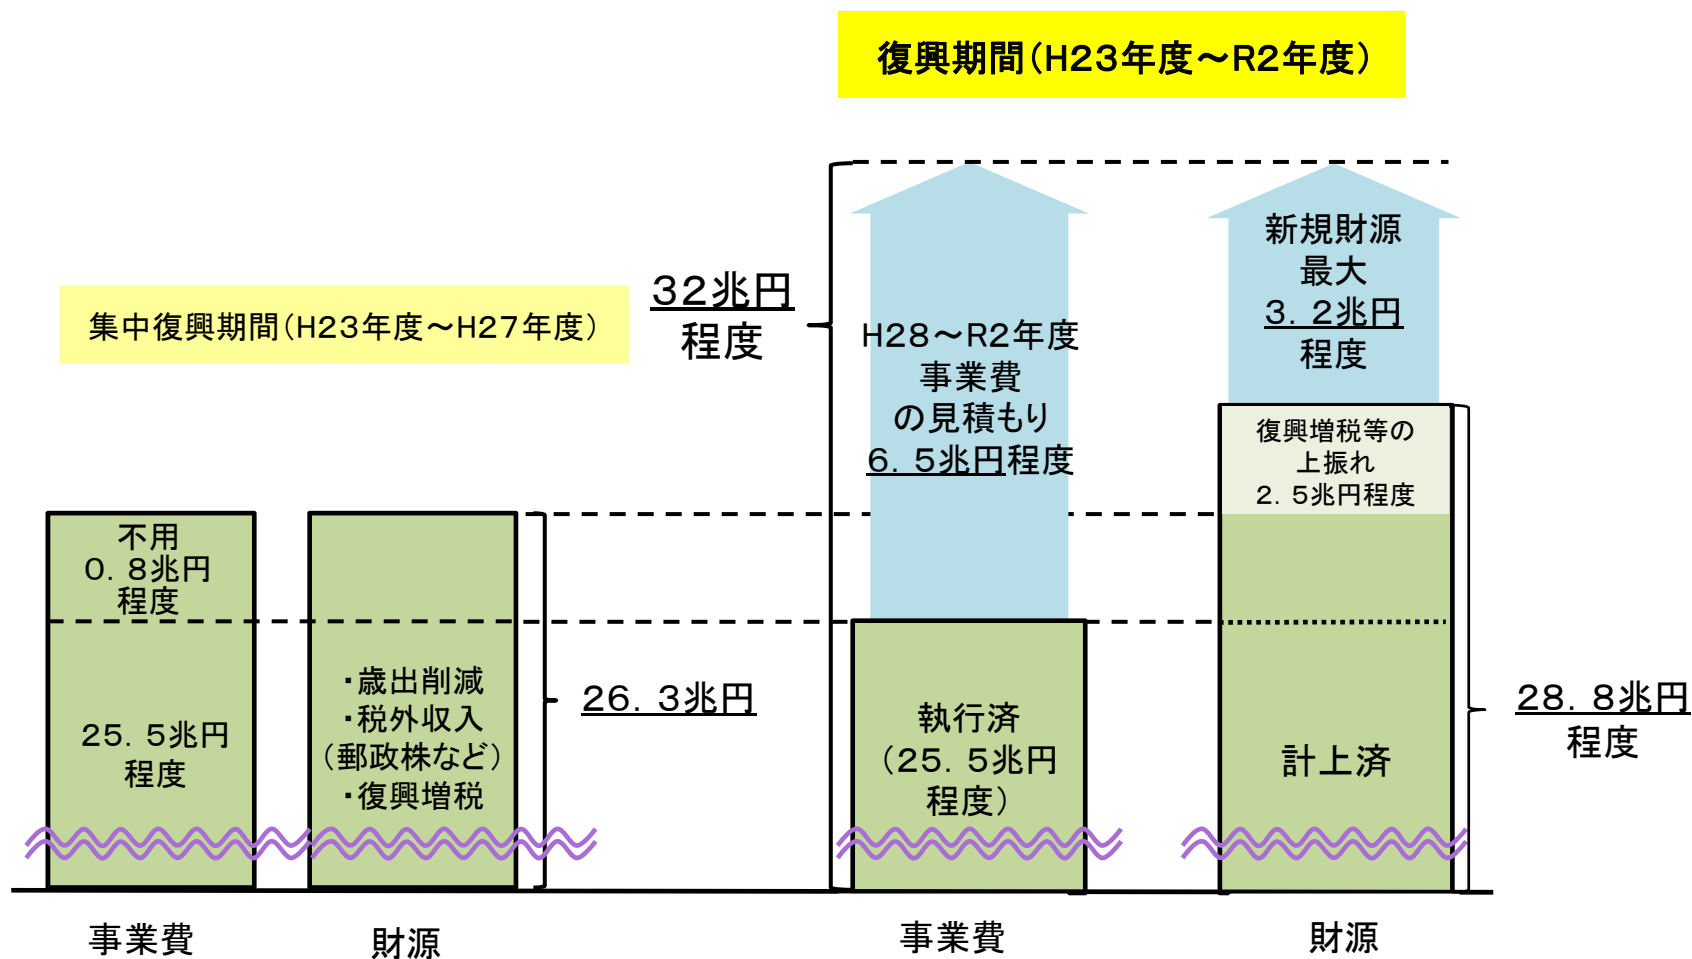 復興期間(H23年度～R2年度)
集中復興期間(H23年度～H27年度)
不用
0.8兆円
程度
25.5兆円
程度
・歳出削減
・税外収入
(郵政株など)
・復興増税
26.3兆円
32兆円
程度
H28～R2年度
事業費
の見積もり
6.5兆円程度
執行済
(25.5兆円
程度)
新規財源
最大
3.2兆円
程度
復興増税等の
上振れ
2.5兆円程度
計上済
28.8兆円
程度
事業費
財源
事業費
財源